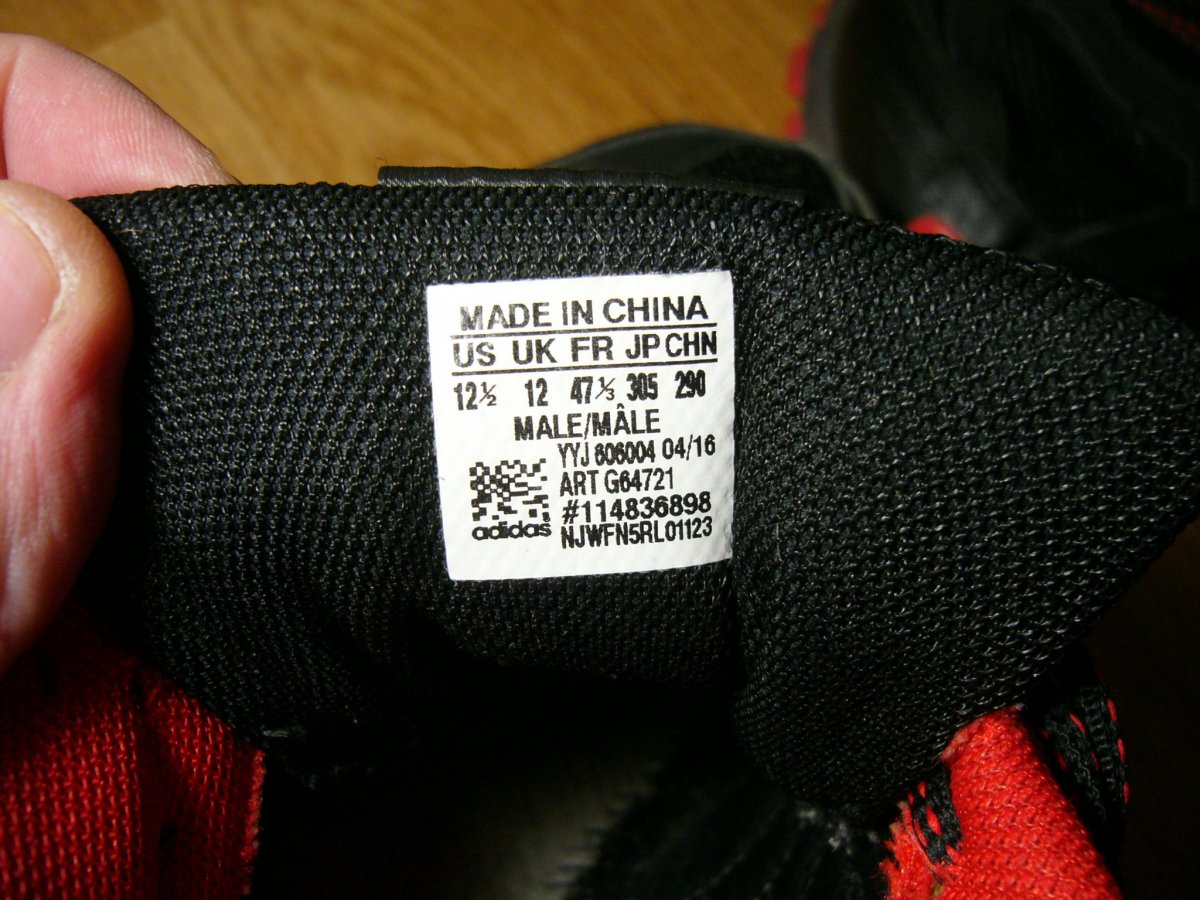 MADE IN CHINA
US UK FR JP CHN
12½ 12 47⅓ 305 290
MALE/MÂLE
YYJ 606004 04/16
ART G64721
#114836898
adidas NJWFN5RL01123